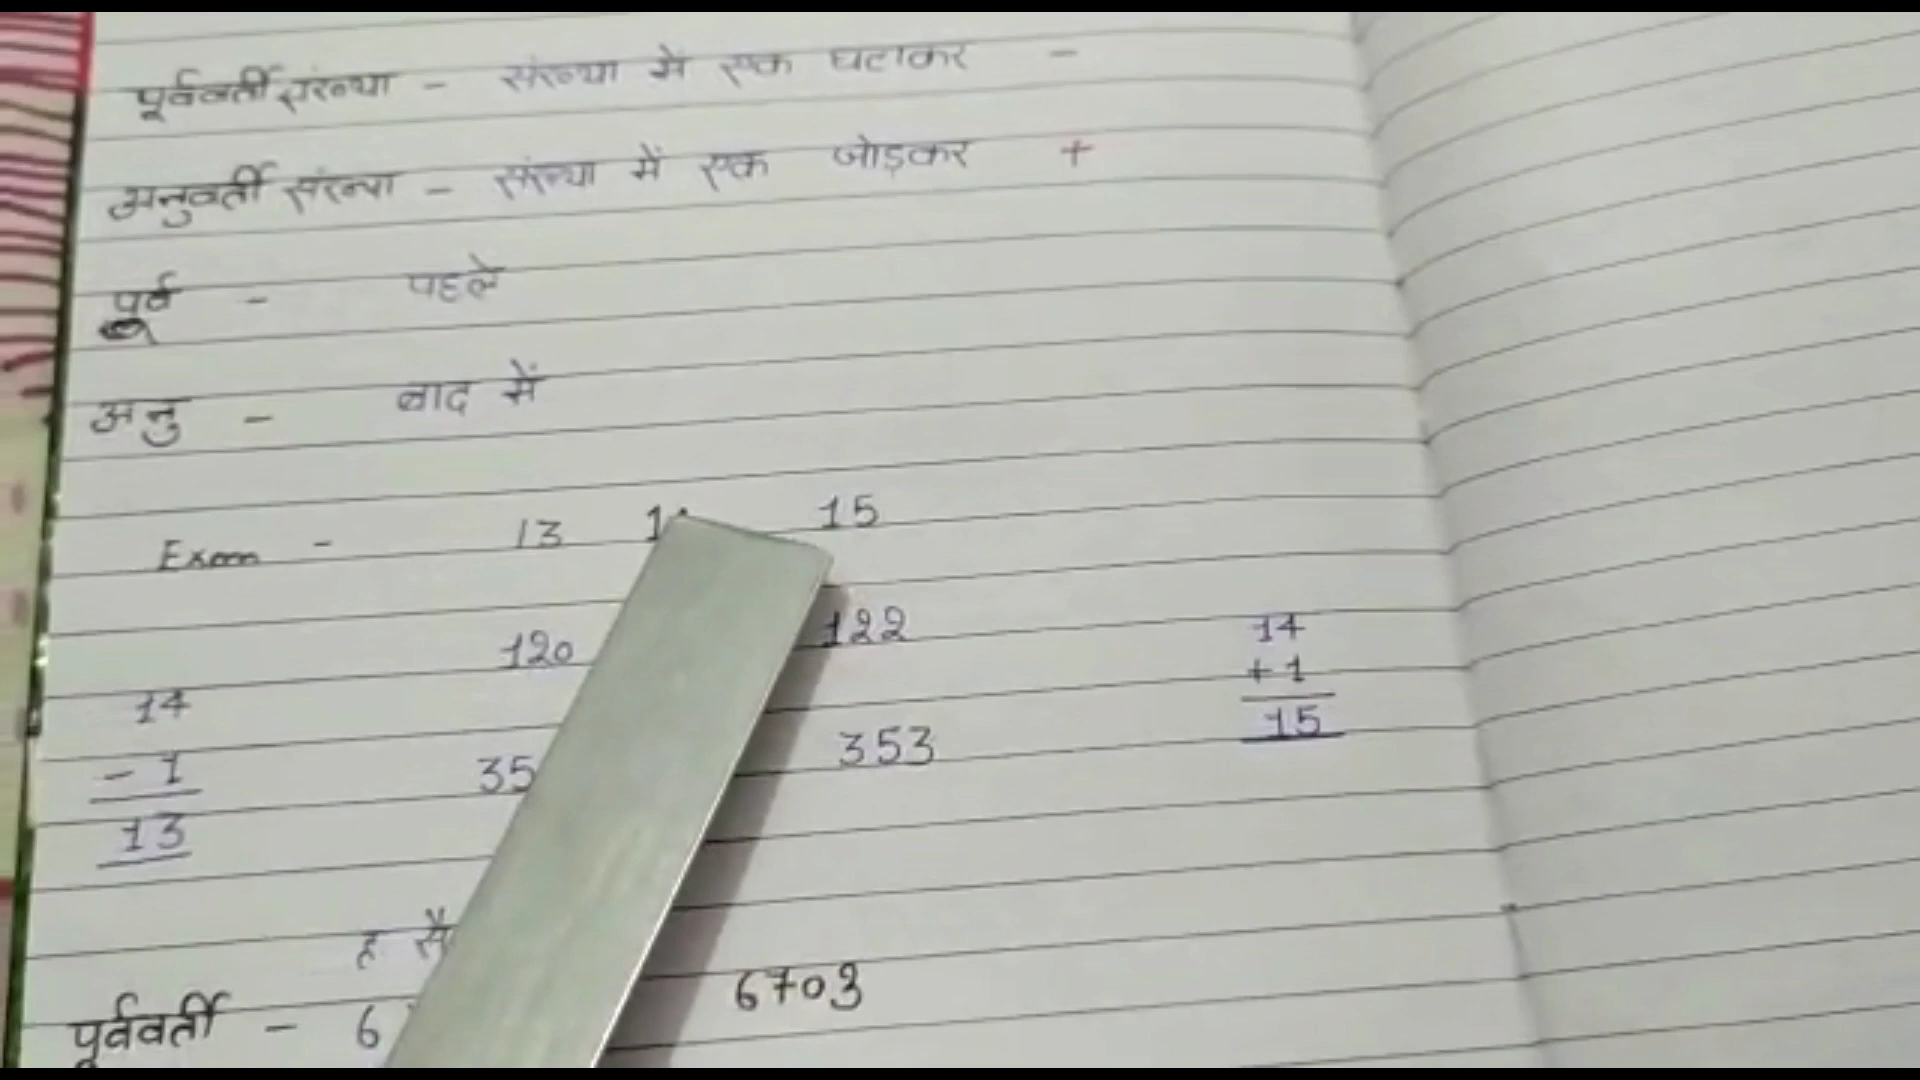 पूर्ववर्ती संख्या - संख्या में एक घटाकर -
अनुवर्ती संख्या - संख्या में एक जोड़कर +
पूर्व - पहले
अनु - बाद में
Exam - 13 15
120 122
14
+1
15
14
-1
13
35 353
ह सै
पूर्ववर्ती - 6 6703